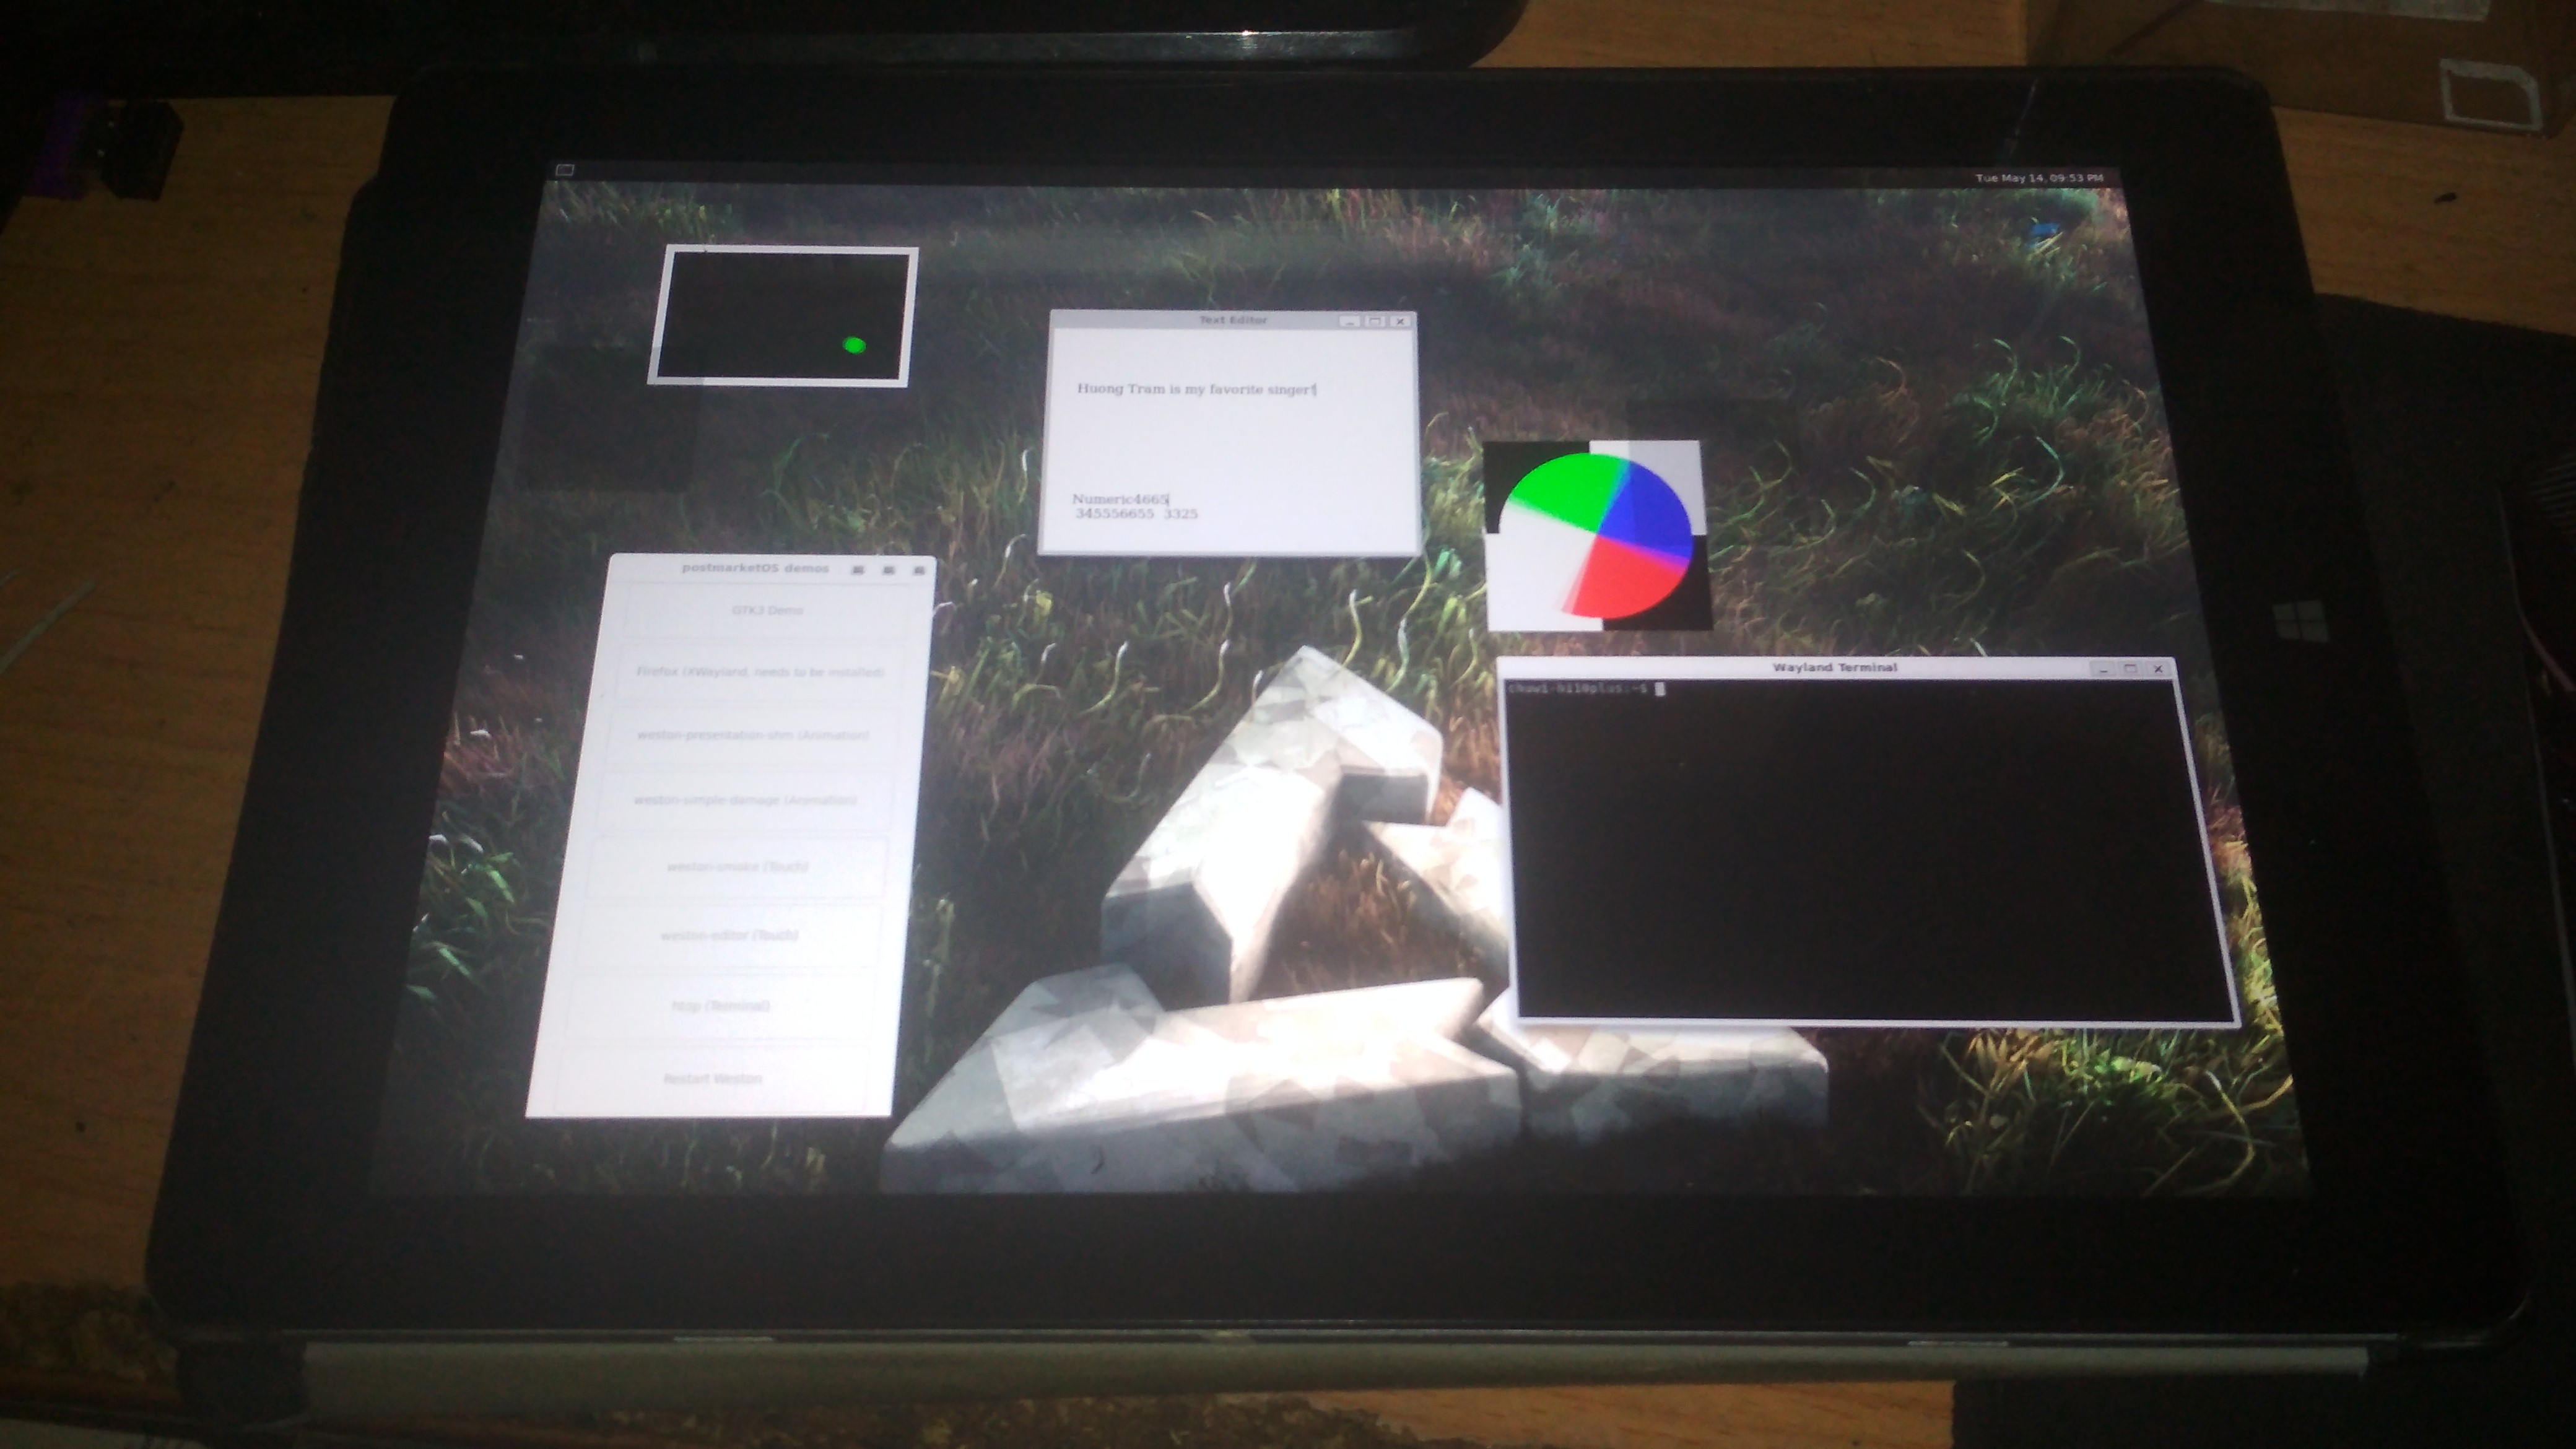 Tue May 14, 09:53 PM
Text Editor
Huong Tram is my favorite singer!
Numeric4665
345556655 3325
postmarketOS demos
GTK3 Demo
Firefox (XWayland, needs to be installed)
weston-presentation-shm (Animation)
weston-simple-damage (Animation)
weston-smoke (Touch)
weston-editor (Touch)
htop (Terminal)
Restart Weston
Wayland Terminal
chuwi-hi10plus:~$